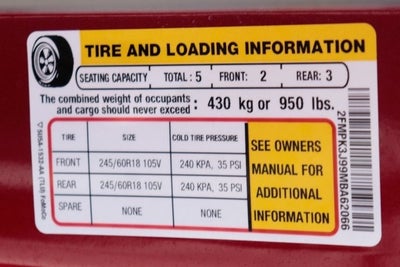 TIRE AND LOADING INFORMATION
SEATING CAPACITY TOTAL : 5 FRONT: 2 REAR: 3
The combined weight of occupants
and cargo should never exceed : 430 kg or 950 lbs.
TIRE SIZE COLD TIRE PRESSURE
FRONT 245/60R18 105V 240 KPA, 35 PSI
REAR 245/60R18 105V 240 KPA, 35 PSI
SPARE NONE NONE
SEE OWNERS
MANUAL FOR
ADDITIONAL
INFORMATION
2FMPK3J99MBA62066